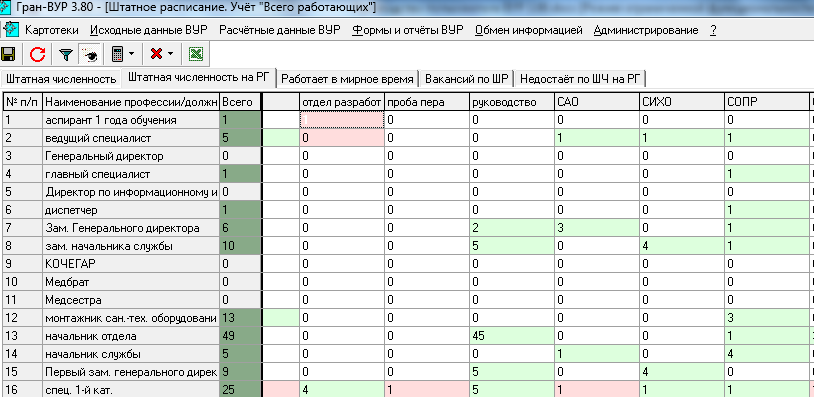 Гран-ВУР 3.80 - [Штатное расписание. Учёт "Всего работающих"]
Картотеки Исходные данные ВУР Расчётные данные ВУР Формы и отчёты ВУР Обмен информацией Администрирование ?
Штатная численность Штатная численность на РГ Работает в мирное время Вакансий по ШР Недостаёт по ШЧ на РГ
№ п/п Наименование профессии/должн Всего отдел разработ проба пера руководство САО СИХО СОПР
1 аспирант 1 года обучения 1 0 0 0 0 1
2 ведущий специалист 5 0 0 0 1 1 1
3 Генеральный директор 0 0 0 0 0 0 0
4 главный специалист 1 0 0 0 0 0 1
5 Директор по информационному и 0 0 0 0 0 0 0
6 диспетчер 1 0 0 0 0 0 1
7 Зам. Генерального директора 6 0 0 2 3 0 1
8 зам. начальника службы 10 0 0 5 0 4 1
9 КОЧЕГАР 0 0 0 0 0 0 0
10 Медбрат 0 0 0 0 0 0 0
11 Медсестра 0 0 0 0 0 0 0
12 монтажник сан.-тех. оборудовани 13 0 0 0 0 0 3
13 начальник отдела 49 0 0 45 0 0 1
14 начальник службы 5 0 0 0 1 0 4
15 Первый зам. генерального дирек 9 0 0 5 0 4 0
16 спец. 1-й кат. 25 4 1 5 1 1 1